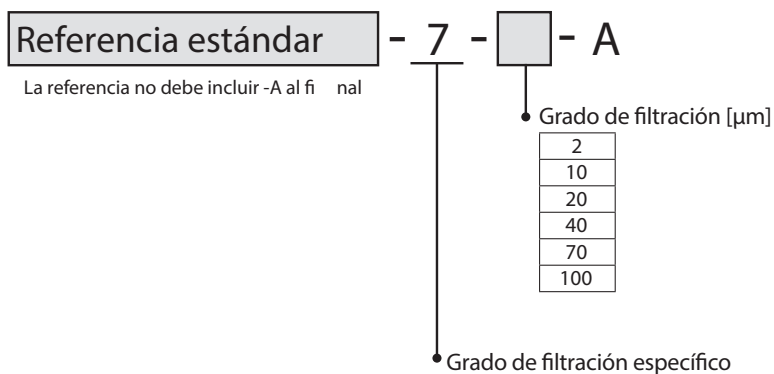 Referencia estándar - 7 - - A
La referencia no debe incluir -A al fi nal
Grado de filtración [µm]
2
10
20
40
70
100
Grado de filtración específico